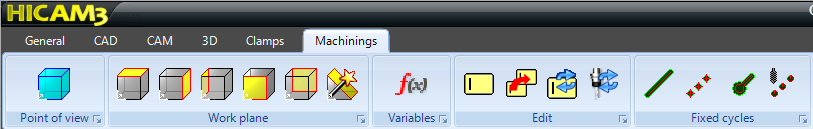 HICAM3
General CAD CAM 3D Clamps Machinings
f(x)
Point of view Work plane Variables Edit Fixed cycles